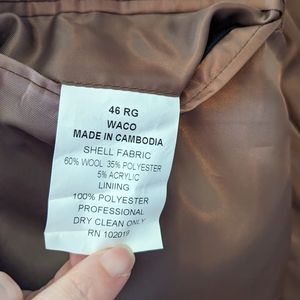 46 RG
WACO
MADE IN CAMBODIA
SHELL FABRIC
60% WOOL 35% POLYESTER
5% ACRYLIC
LINIING
100% POLYESTER
PROFESSIONAL
DRY CLEAN ONLY
RN 102019